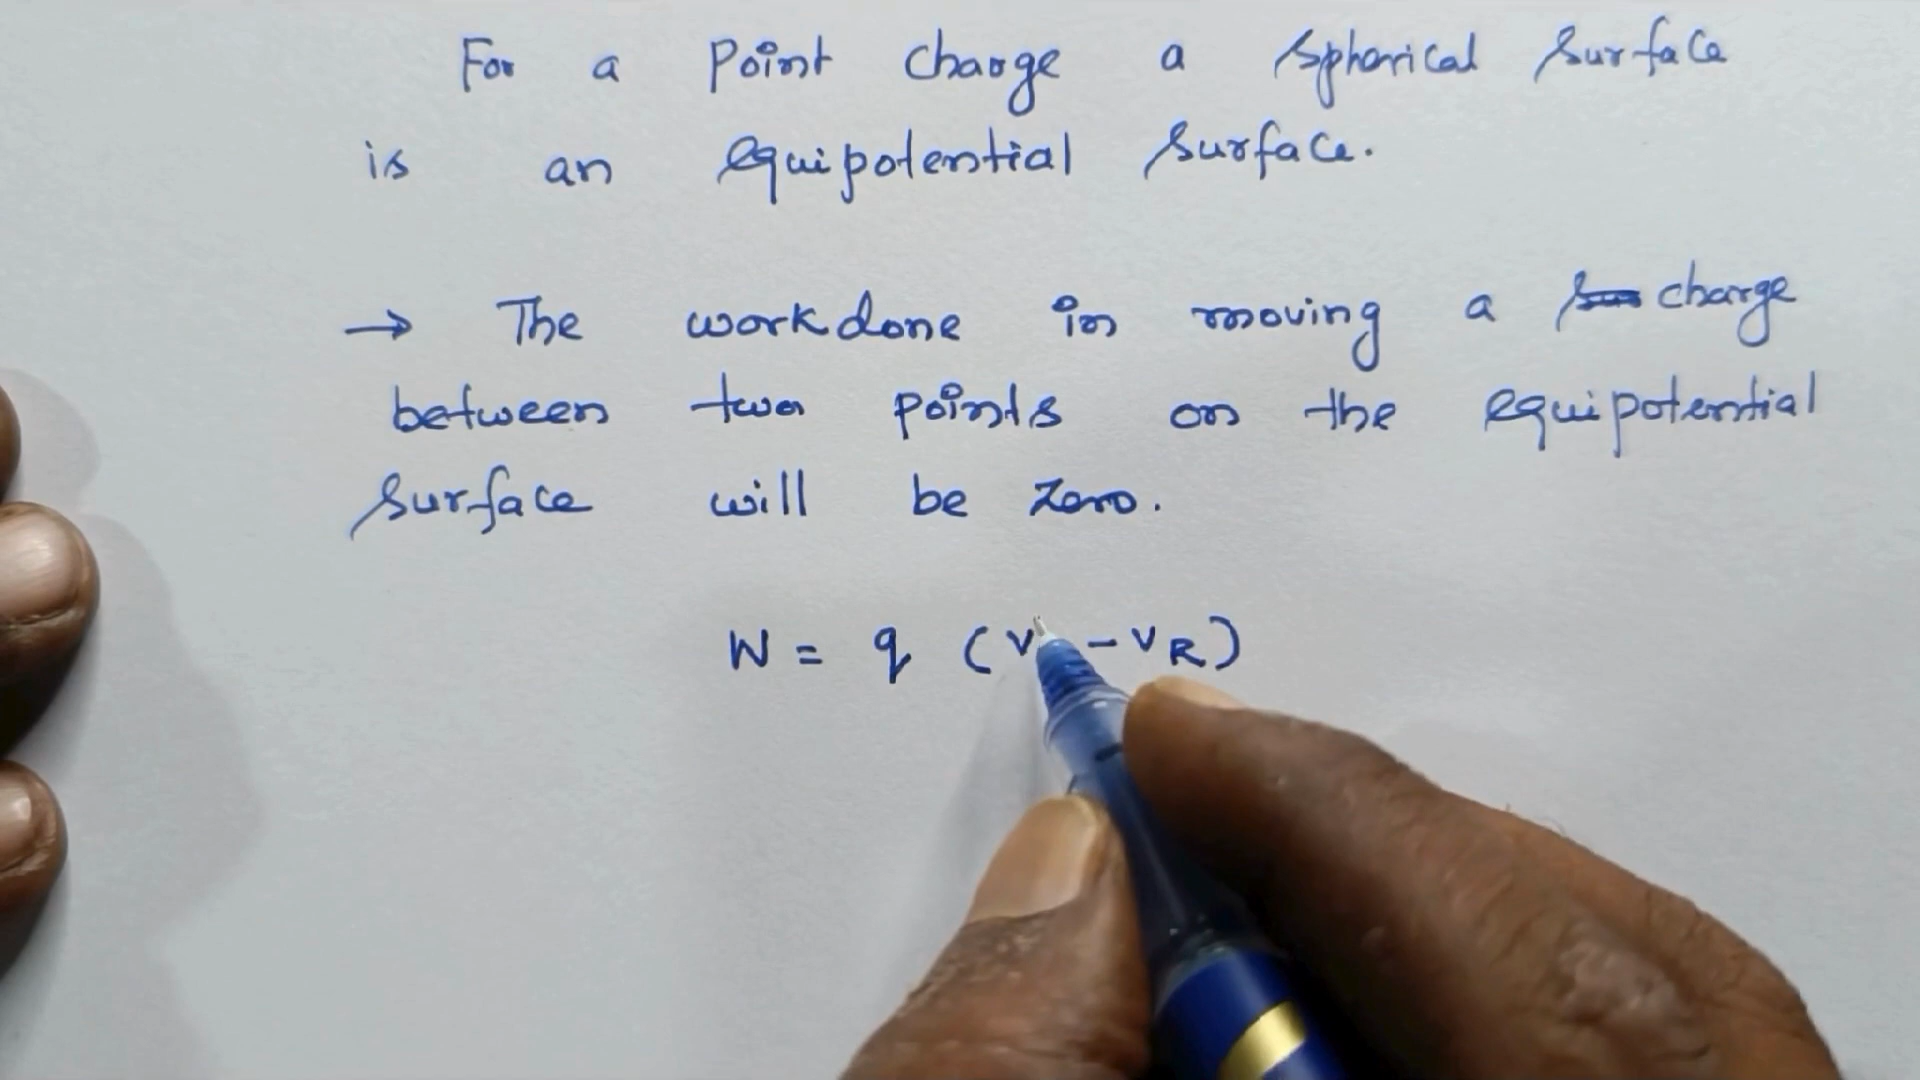 For a point charge a spherical surface
is an equipotential surface.
→ The workdone in moving a charge
between two points on the equipotential
surface will be zero.
W = q (V - VR)